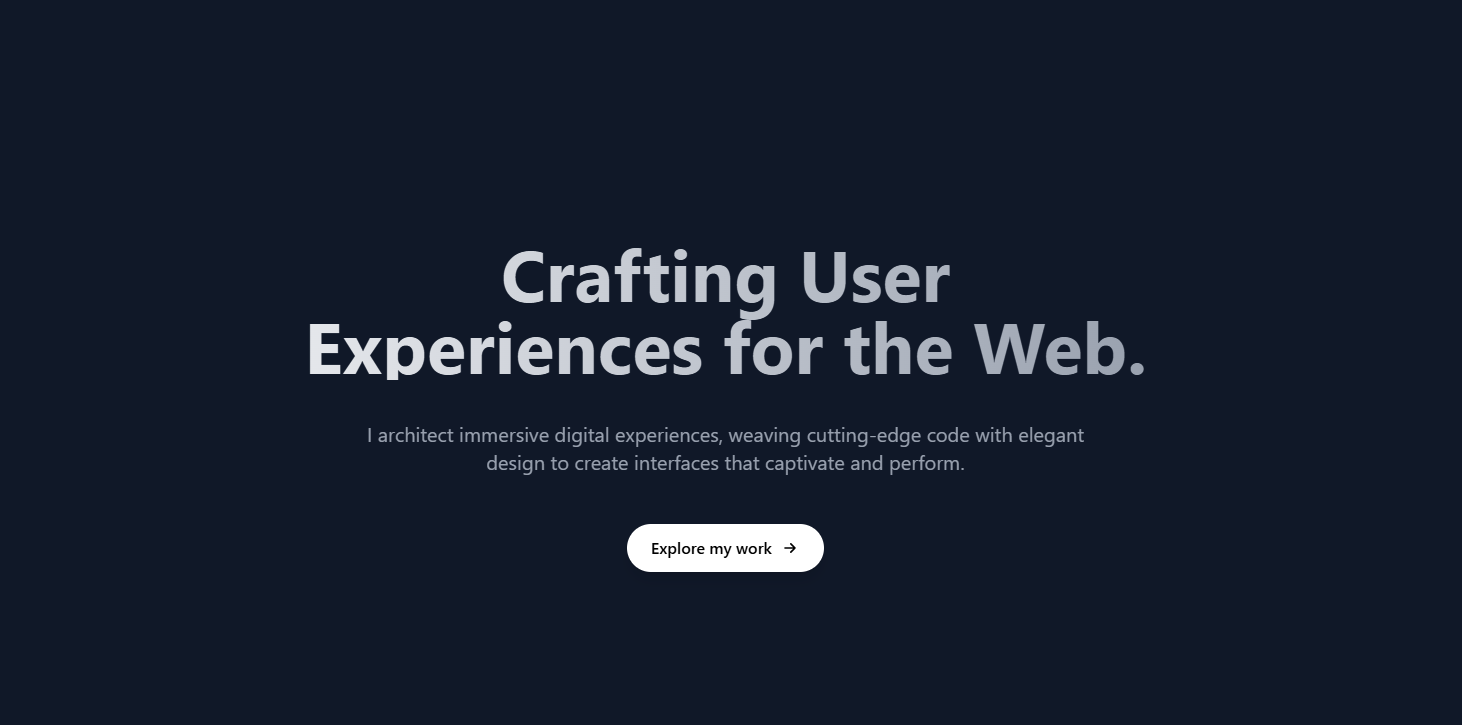 Crafting User
Experiences for the Web.
I architect immersive digital experiences, weaving cutting-edge code with elegant
design to create interfaces that captivate and perform.
Explore my work